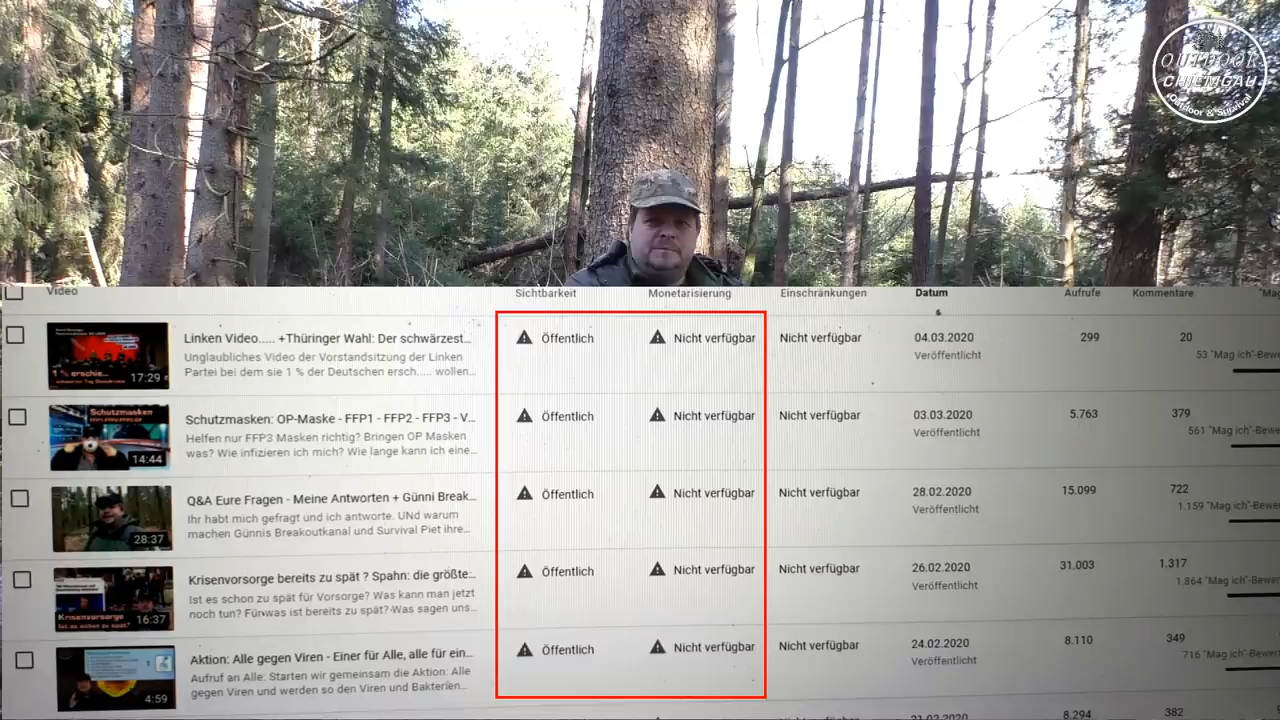 OUTDOOR
CHIEMGAU
Outdoor & Survival
Video Sichtbarkeit Monetarisierung Einschränkungen Datum Aufrufe Kommentare "Mag
Linken Video..... +Thüringer Wahl: Der schwärzest... Öffentlich Nicht verfügbar Nicht verfügbar 04.03.2020 299 20
Unglaubliches Video der Vorstandsitzung der Linken Veröffentlicht 53 "Mag ich"-Bewe
Partei bei dem sie 1 % der Deutschen ersch..... wollen...
1 % erschie...
17:29
Schutzmasken: OP-Maske - FFP1 - FFP2 - FFP3 - V... Öffentlich Nicht verfügbar Nicht verfügbar 03.03.2020 5.763 379
Schutzmasken
Helfen nur FFP3 Masken richtig? Bringen OP Masken Veröffentlicht 561 "Mag ich"-Bewe
was? Wie infizieren ich mich? Wie lange kann ich eine...
14:44
Q&A Eure Fragen - Meine Antworten + Günni Break... Öffentlich Nicht verfügbar Nicht verfügbar 28.02.2020 15.099 722
Ihr habt mich gefragt und ich antworte. UNd warum Veröffentlicht 1.159 "Mag ich"-Bewe
machen Günnis Breakoutkanal und Survival Piet ihre...
28:37
Krisenvorsorge bereits zu spät ? Spahn: die größte... Öffentlich Nicht verfügbar Nicht verfügbar 26.02.2020 31.003 1.317
Ist es schon zu spät für Vorsorge? Was kann man jetzt Veröffentlicht 1.864 "Mag ich"-Bewe
noch tun? Für was ist bereits zu spät? Was sagen uns...
Krisenvorsorge
16:37
Aktion: Alle gegen Viren - Einer für Alle, alle für ein... Öffentlich Nicht verfügbar Nicht verfügbar 24.02.2020 8.110 349
Aufruf an Alle: Starten wir gemeinsam die Aktion: Alle Veröffentlicht 716 "Mag ich"-Bewert
gegen Viren und werden so den Viren und Bakterien...
4:59
21.02.2020 8.294 382